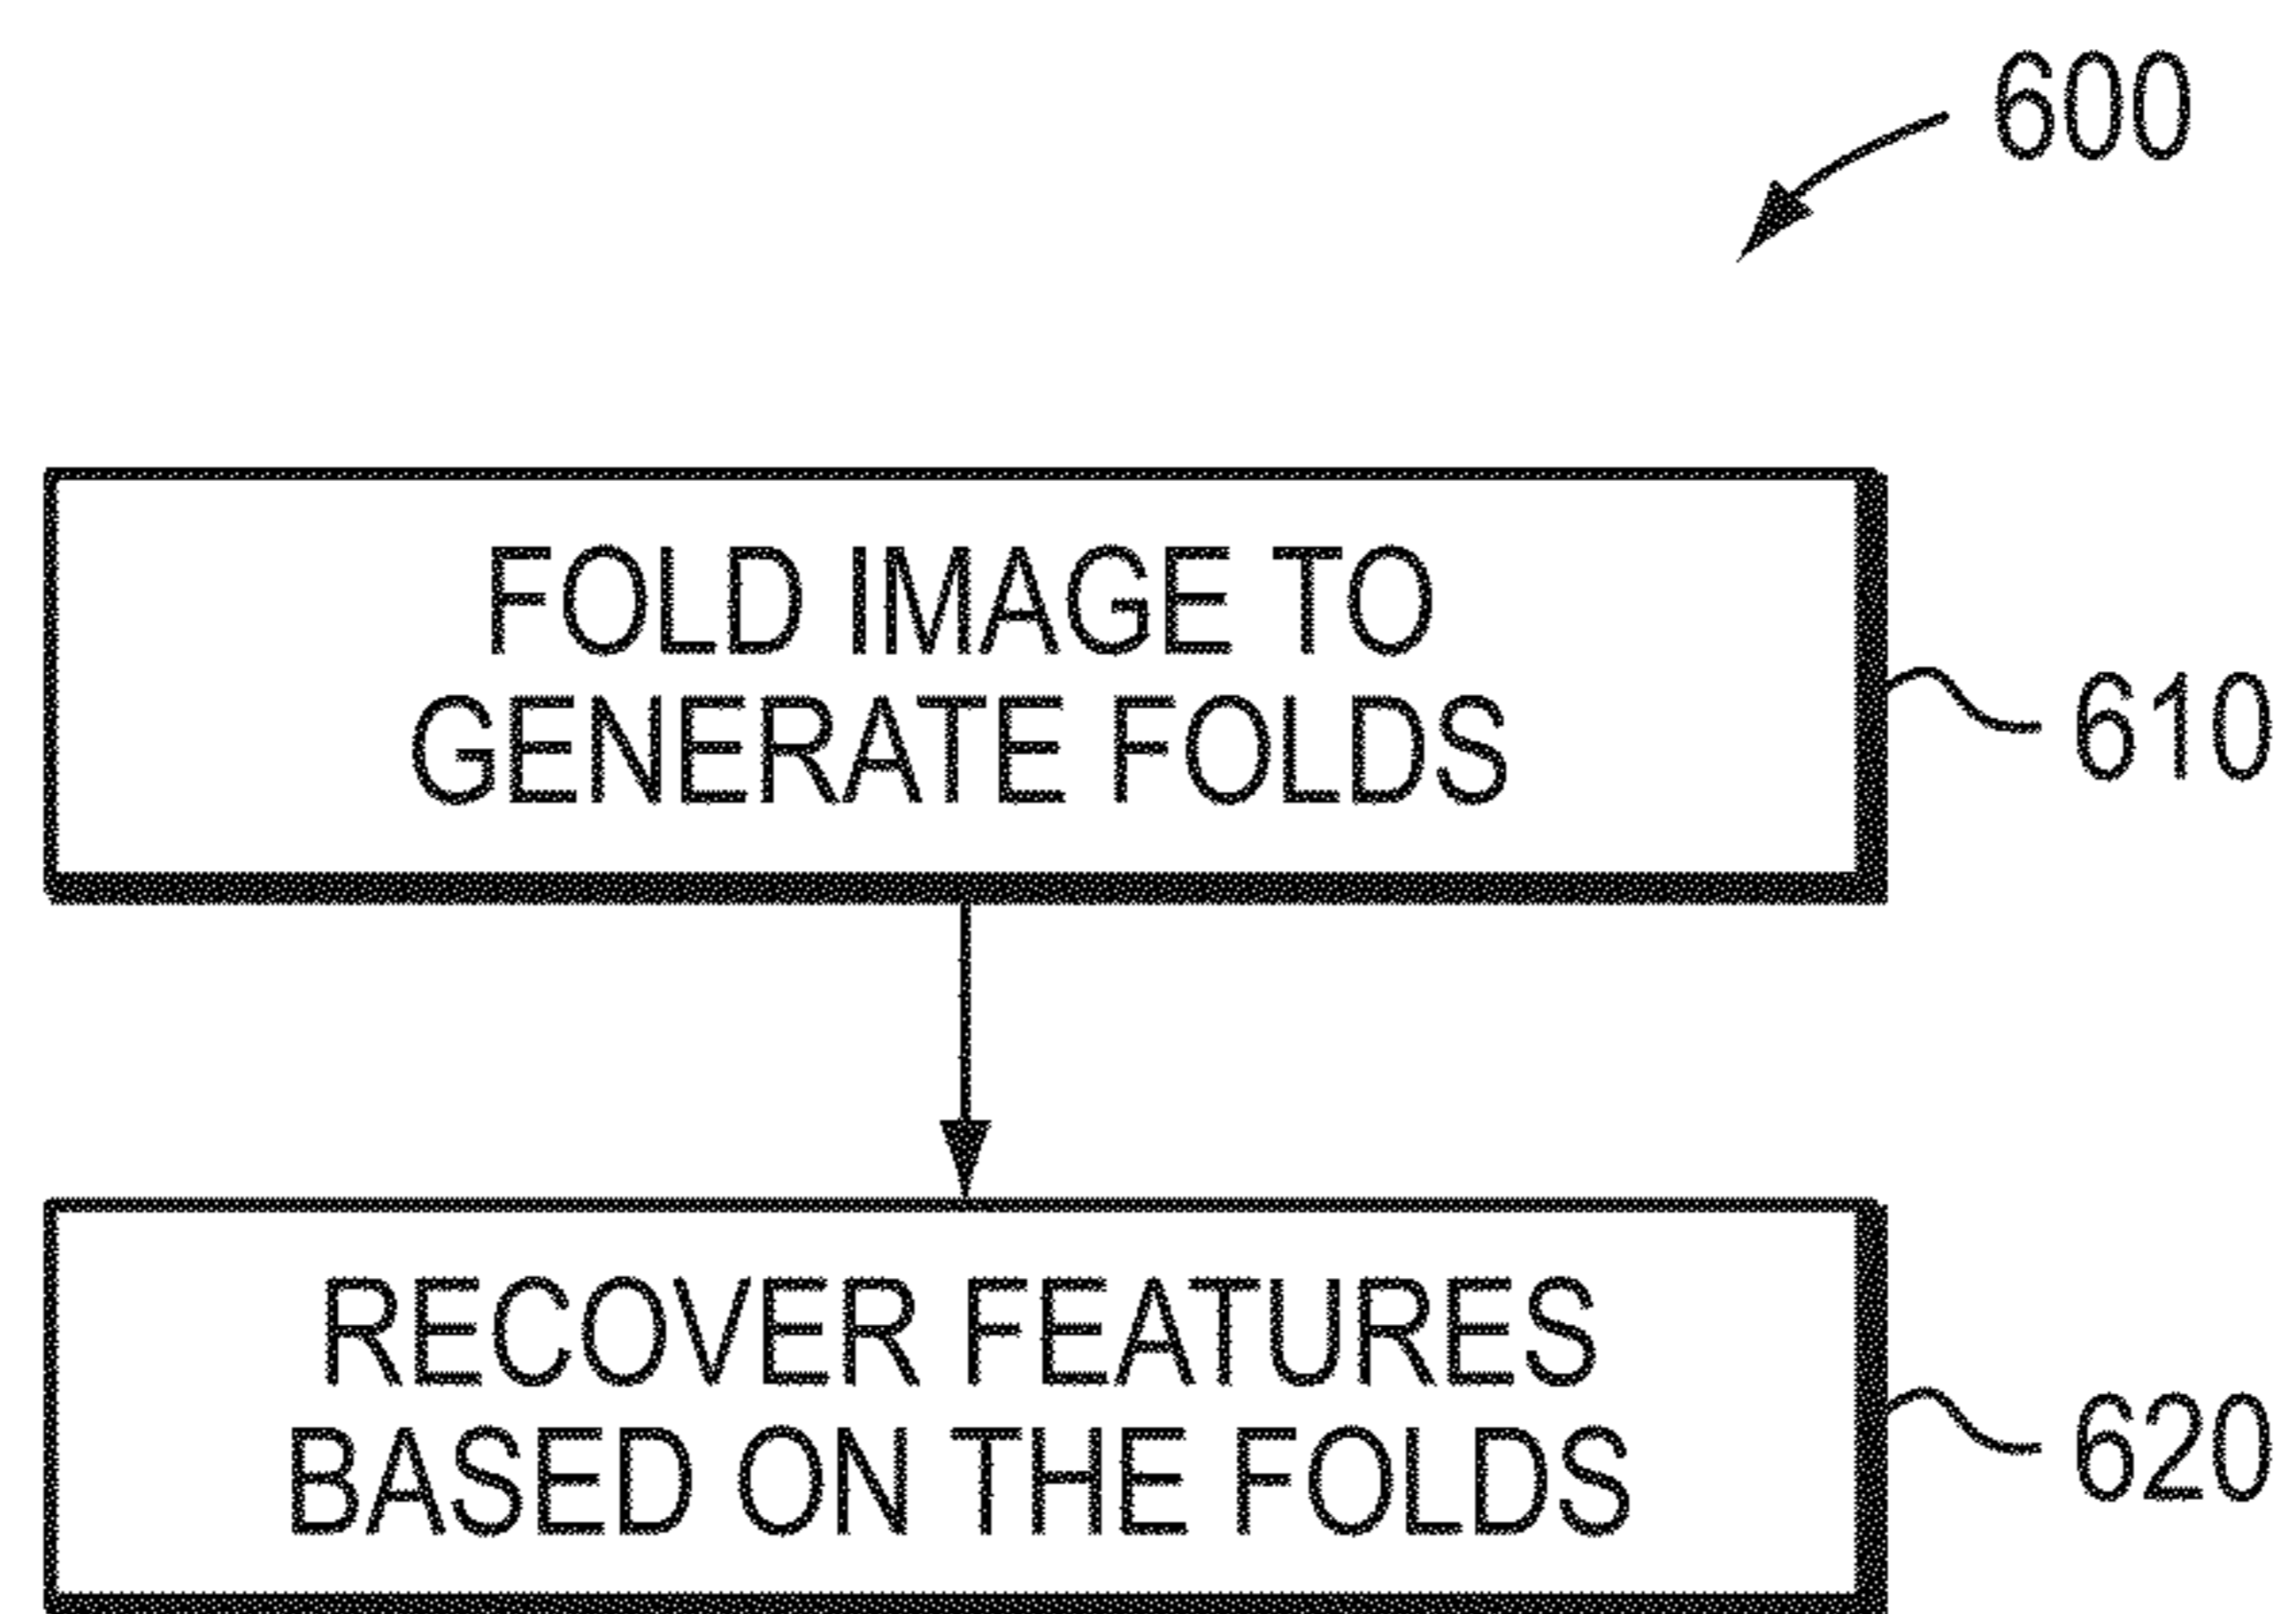 600
FOLD IMAGE TO
GENERATE FOLDS
610
RECOVER FEATURES
BASED ON THE FOLDS
620